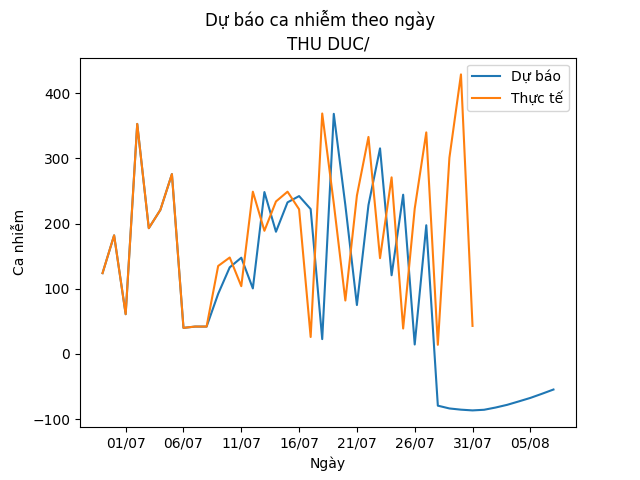 Dự báo ca nhiễm theo ngày
THU DUC/
Dự báo
Thực tế
Ca nhiễm
400
300
200
100
0
−100
01/07 06/07 11/07 16/07 21/07 26/07 31/07 05/08
Ngày